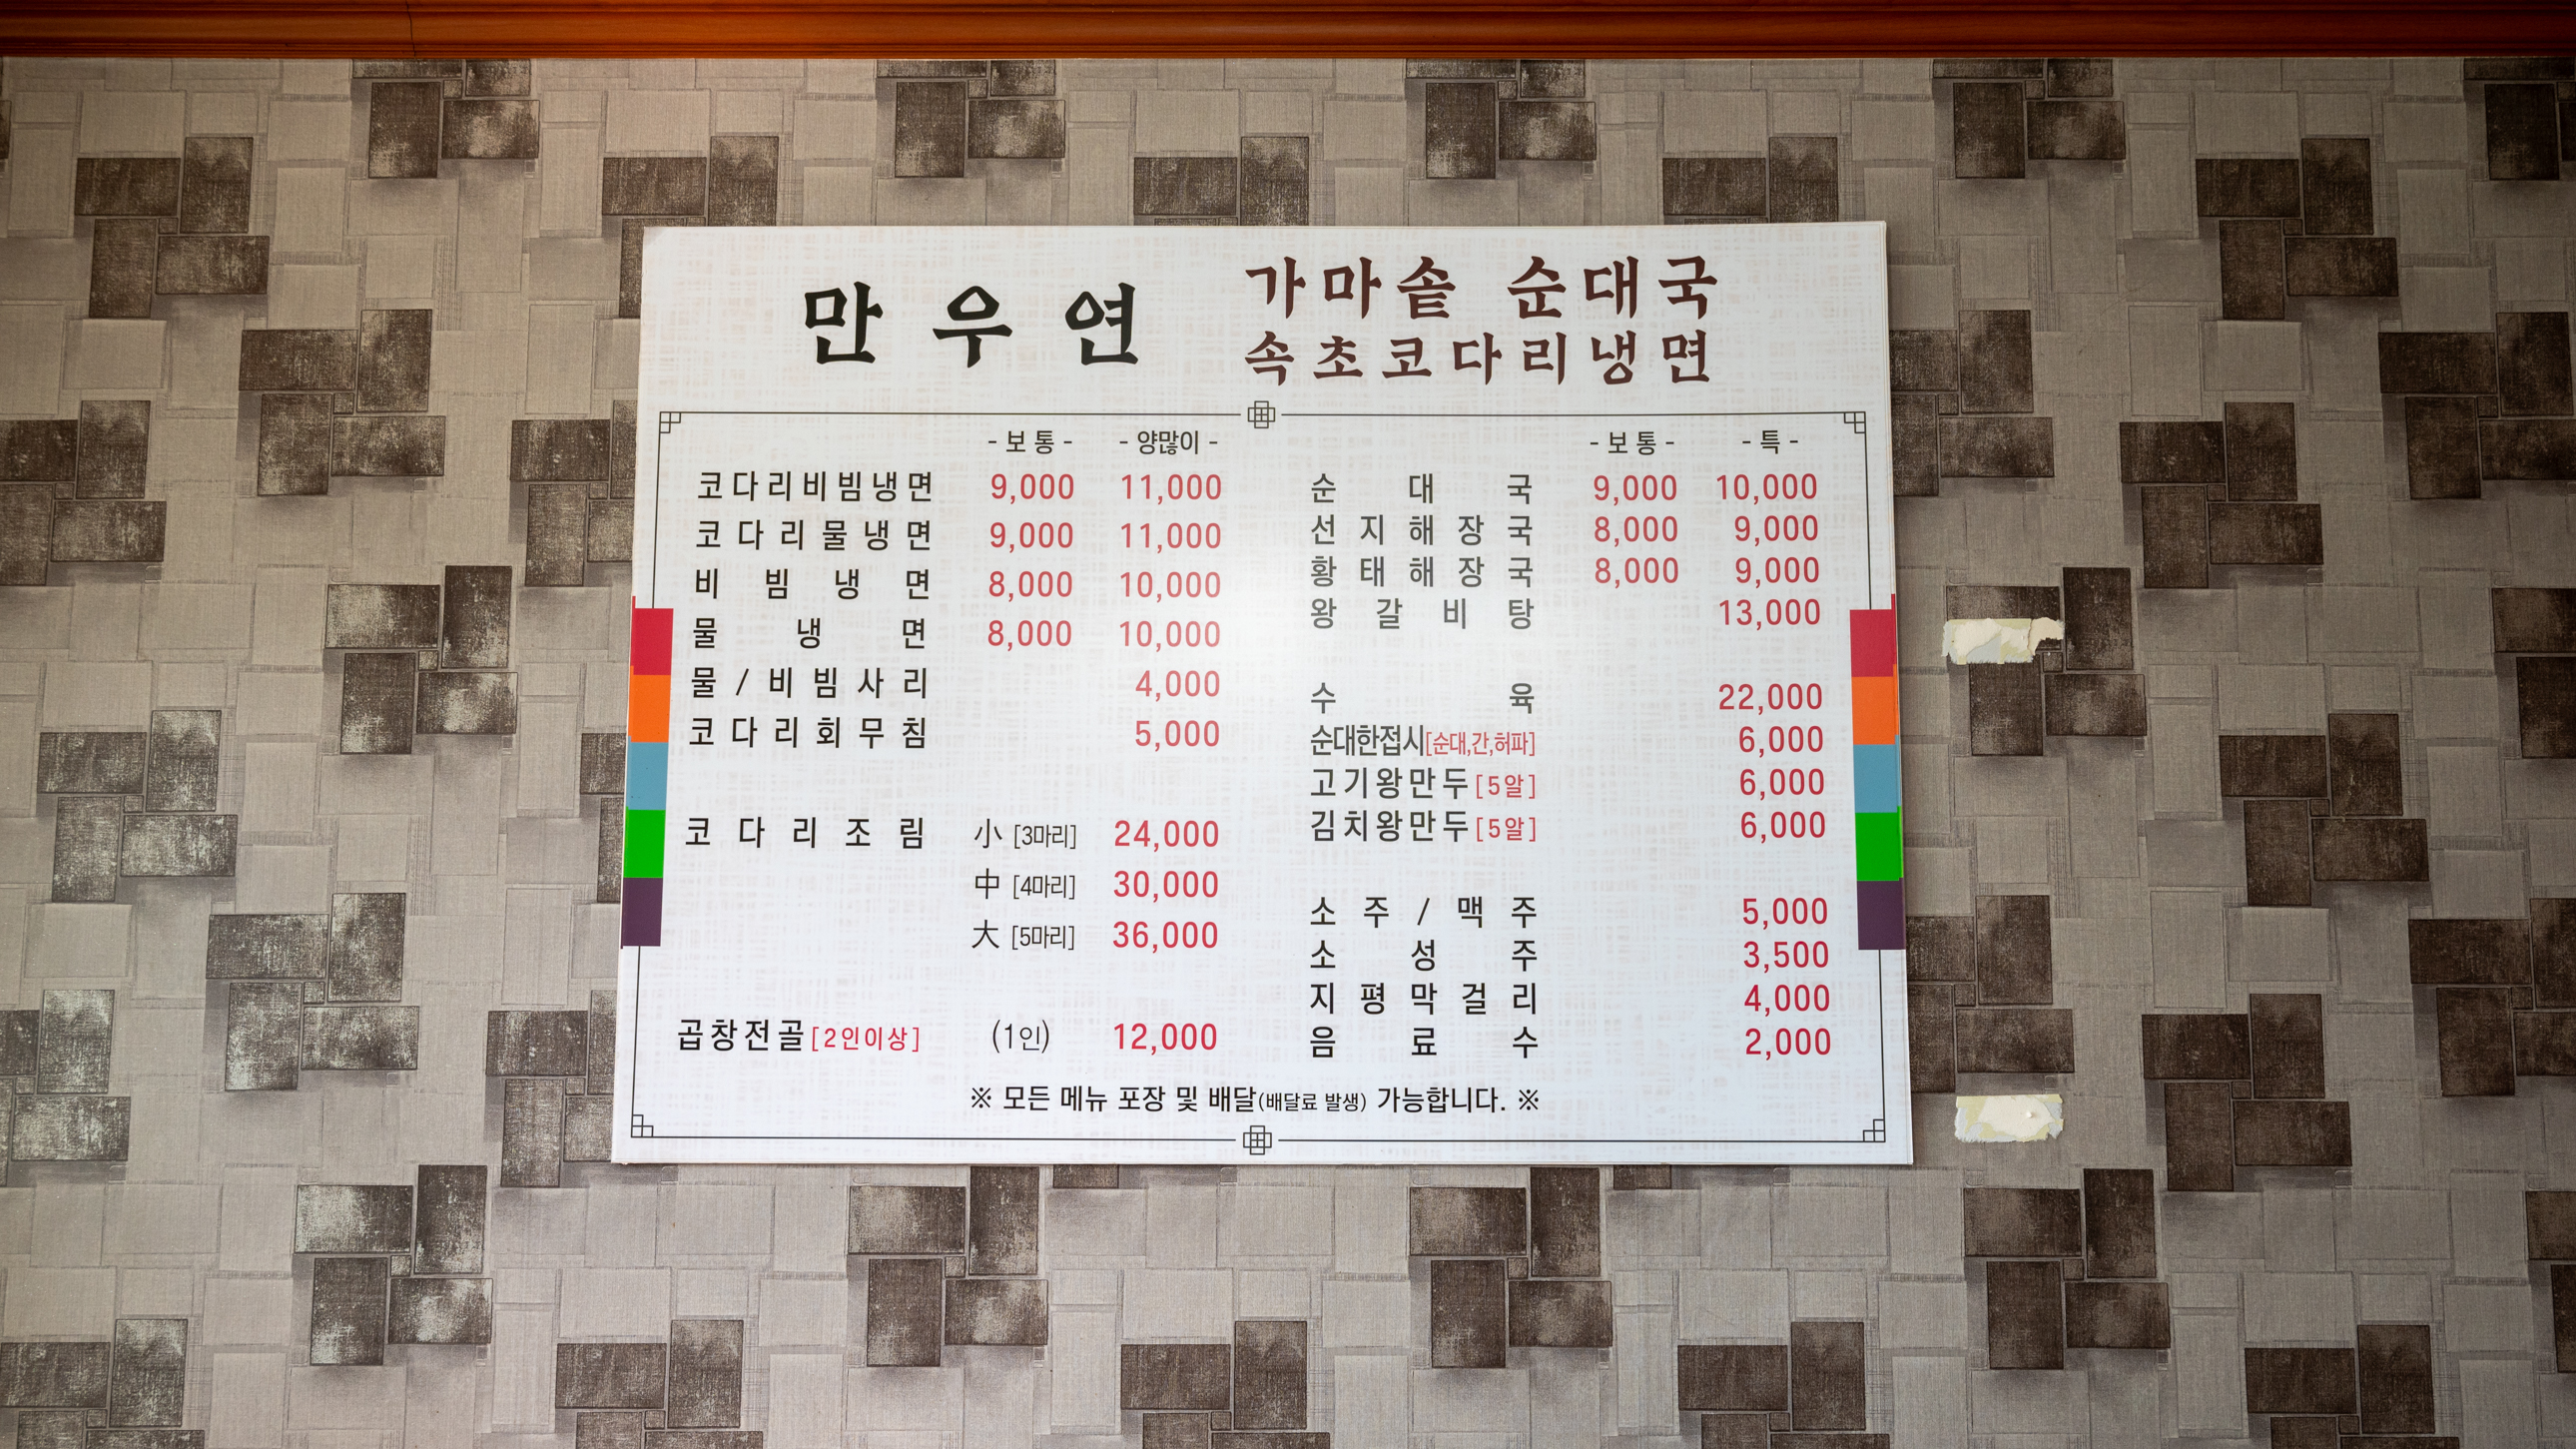 만우연
가마솥 순대국
속초코다리냉면
- 보통 - - 양많이 -
코다리비빔냉면 9,000 11,000
코다리물냉면 9,000 11,000
비빔냉면 8,000 10,000
물냉면 8,000 10,000
물/비빔사리 4,000
코다리회무침 5,000
코다리조림 小 [3마리] 24,000
中 [4마리] 30,000
大 [5마리] 36,000
곱창전골[2인이상] (1인) 12,000
- 보통 - - 특 -
순대국 9,000 10,000
선지해장국 8,000 9,000
황태해장국 8,000 9,000
왕갈비탕 13,000
수육 22,000
순대한접시[순대,간,허파] 6,000
고기왕만두[5알] 6,000
김치왕만두[5알] 6,000
소주/맥주 5,000
소성주 3,500
지평막걸리 4,000
음료수 2,000
※ 모든 메뉴 포장 및 배달(배달료 발생) 가능합니다. ※